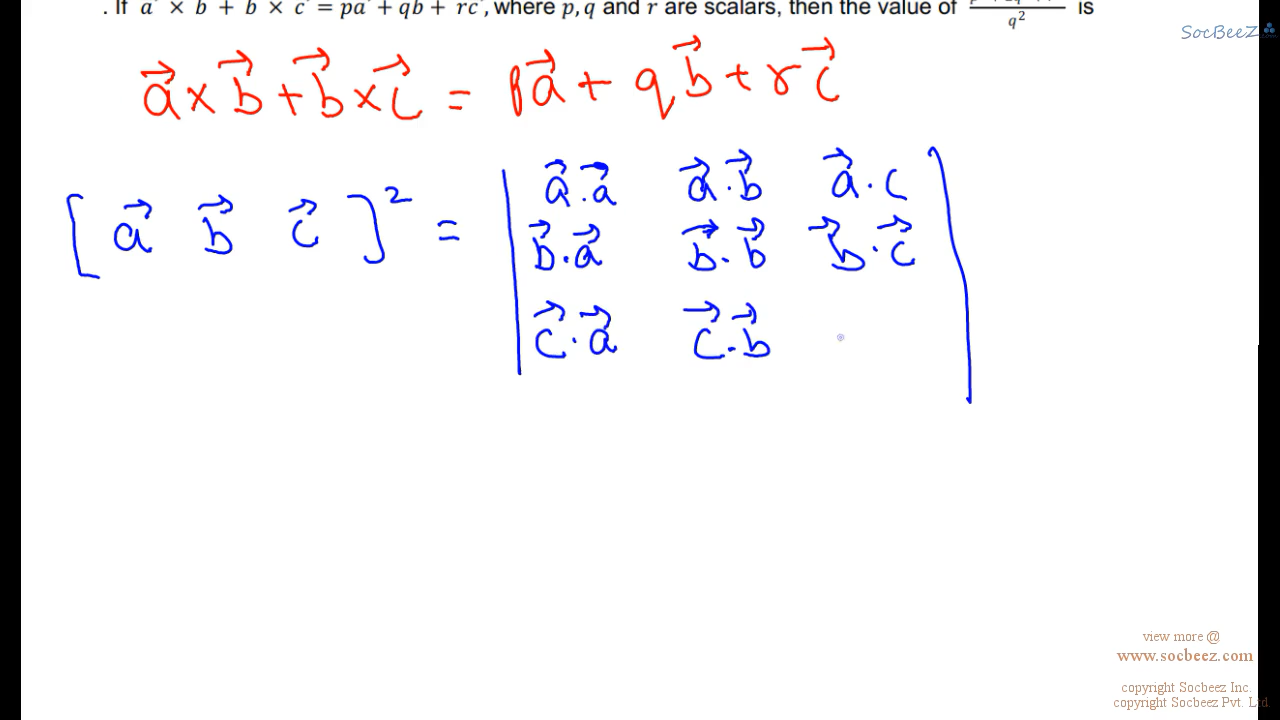 . If a⃗ × b⃗ + b⃗ × c⃗ = pa⃗ + qb⃗ + rc⃗, where p, q and r are scalars, then the value of q² is
SocBeeZ
a⃗ × b⃗ + b⃗ × c⃗ = pa⃗ + qb⃗ + rc⃗
[ a⃗ b⃗ c⃗ ]² = | a⃗.a⃗ a⃗.b⃗ a⃗.c |
b⃗.a⃗ b⃗.b⃗ b⃗.c⃗
c⃗.a⃗ c⃗.b⃗
view more @
www.socbeez.com
copyright Socbeez Inc.
copyright Socbeez Pvt. Ltd.